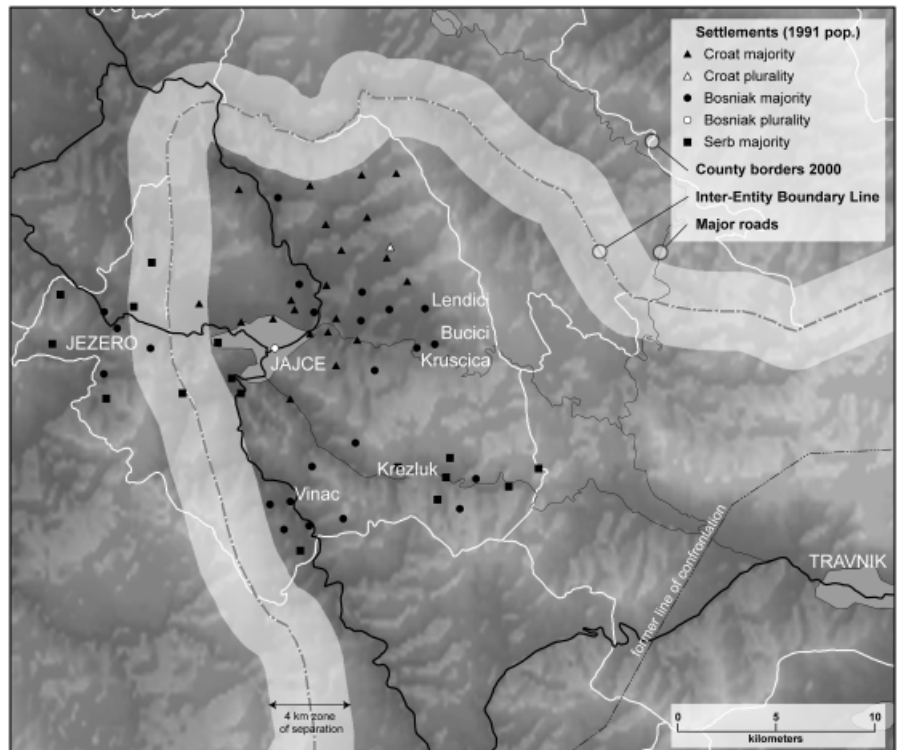 Settlements (1991 pop.)
Croat majority
Croat plurality
Bosniak majority
Bosniak plurality
Serb majority
County borders 2000
Inter-Entity Boundary Line
Major roads
Lendici
Bucici
Kruscica
JEZERO
JAJCE
Krezluk
Vinac
TRAVNIK
former line of confrontation
4 km zone
of separation
0 5 10
kilometers